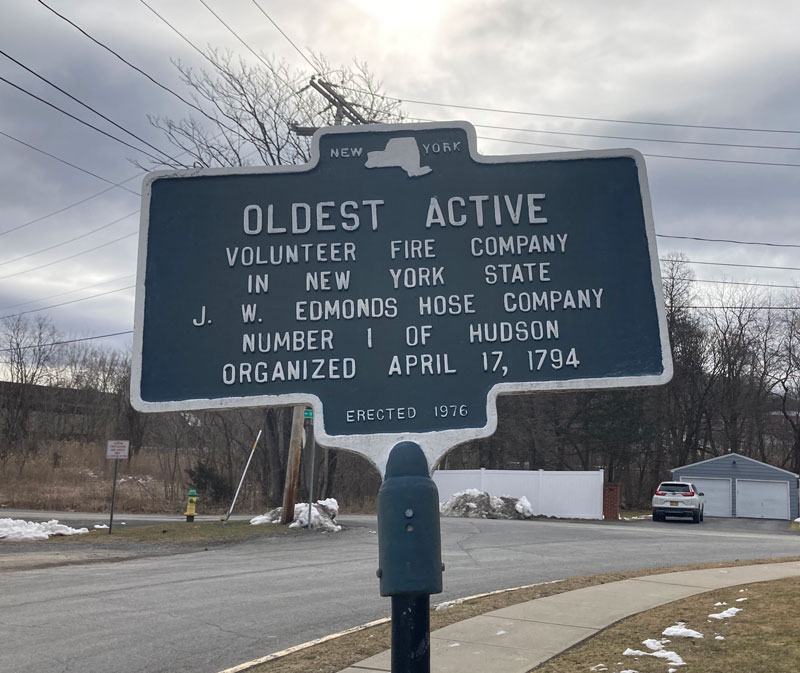 NEW YORK
OLDEST ACTIVE
VOLUNTEER FIRE COMPANY
IN NEW YORK STATE
J. W. EDMONDS HOSE COMPANY
NUMBER 1 OF HUDSON
ORGANIZED APRIL 17, 1794
ERECTED 1976